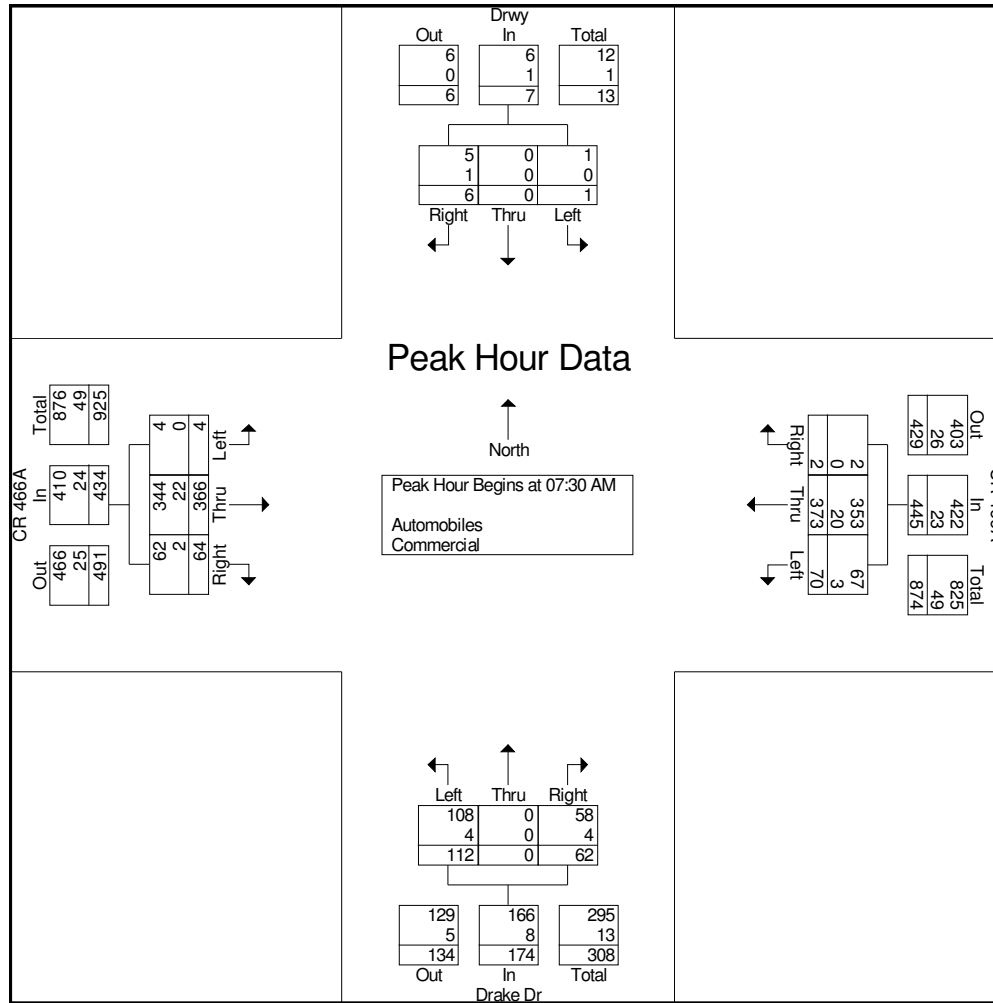 Drwy
Out In Total
6 6 12
0 1 1
6 7 13
5 0 1
1 0 0
6 0 1
Right Thru Left
Peak Hour Data
North
Peak Hour Begins at 07:30 AM
Automobiles
Commercial
CR 466A
Total In Out
876 410 466
49 24 25
925 434 491
4 344 62
0 22 2
4 366 64
Left Thru Right
Out In Total
403 422 825
26 23 49
429 445 874
2 353 67
0 20 3
2 373 70
Right Thru Left
Left Thru Right
108 0 58
4 0 4
112 0 62
129 166 295
5 8 13
134 174 308
Out In Total
Drake Dr